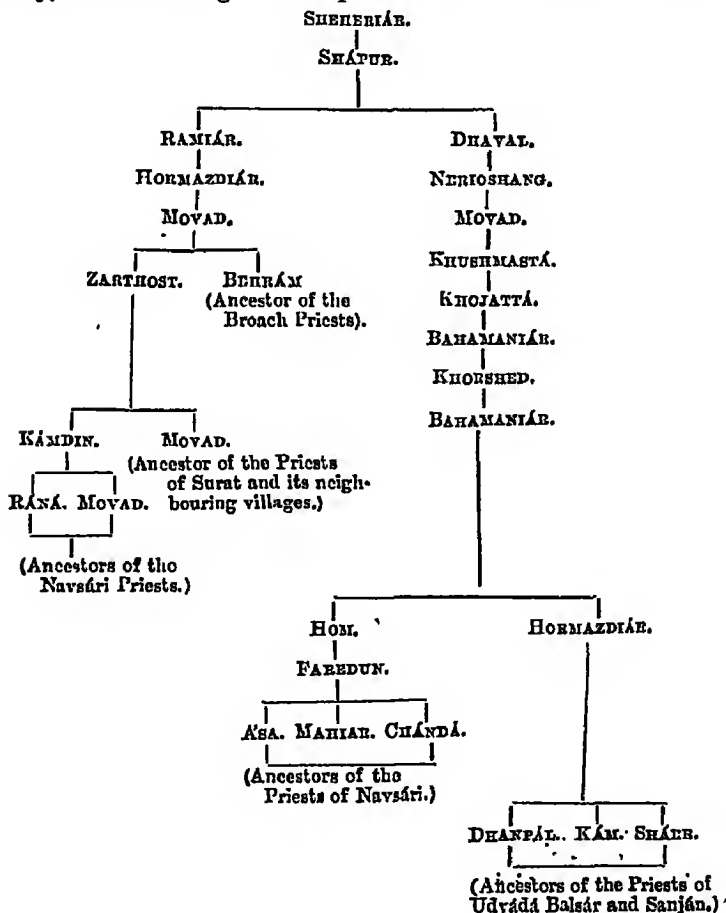 SHEHERIÁR.
SHÁPUR.
RAMIÁR. DHAVAL.
HORMAZDIÁR. NERIOSHANG.
MOVAD. MOVAD.
KHUSHMASTÁ.
ZARTHOST. BEHRÁM
(Ancestor of the
Broach Priests).
KHOJATTÁ.
BAHAMANIÁR.
KHORSHED.
BAHAMANIÁR.
KÁMDIN. MOVAD.
(Ancestor of the Priests
of Surat and its neigh-
bouring villages.)
RÁNÁ. MOVAD.
(Ancestors of the
Navsári Priests.)
HOM. HORMAZDIÁR.
FAREDUN.
ÁSA. MAHIAR. CHÁNDÁ.
(Ancestors of the
Priests of Navsári.)
DHANPÁL. KÁM. SHÁER.
(Ancestors of the Priests of
Udvádá Balsár and Sanján.)